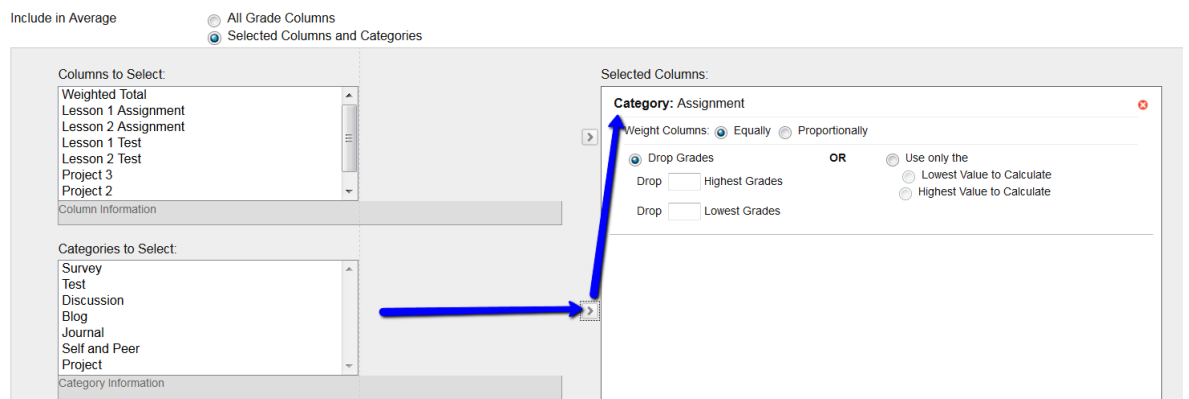 Include in Average
All Grade Columns
Selected Columns and Categories
Columns to Select:
Weighted Total
Lesson 1 Assignment
Lesson 2 Assignment
Lesson 1 Test
Lesson 2 Test
Project 3
Project 2
Column Information
Categories to Select:
Survey
Test
Discussion
Blog
Journal
Self and Peer
Project
Category Information
Selected Columns:
Category: Assignment
Weight Columns: Equally Proportionally
Drop Grades OR Use only the
Lowest Value to Calculate
Drop Highest Grades
Highest Value to Calculate
Drop Lowest Grades